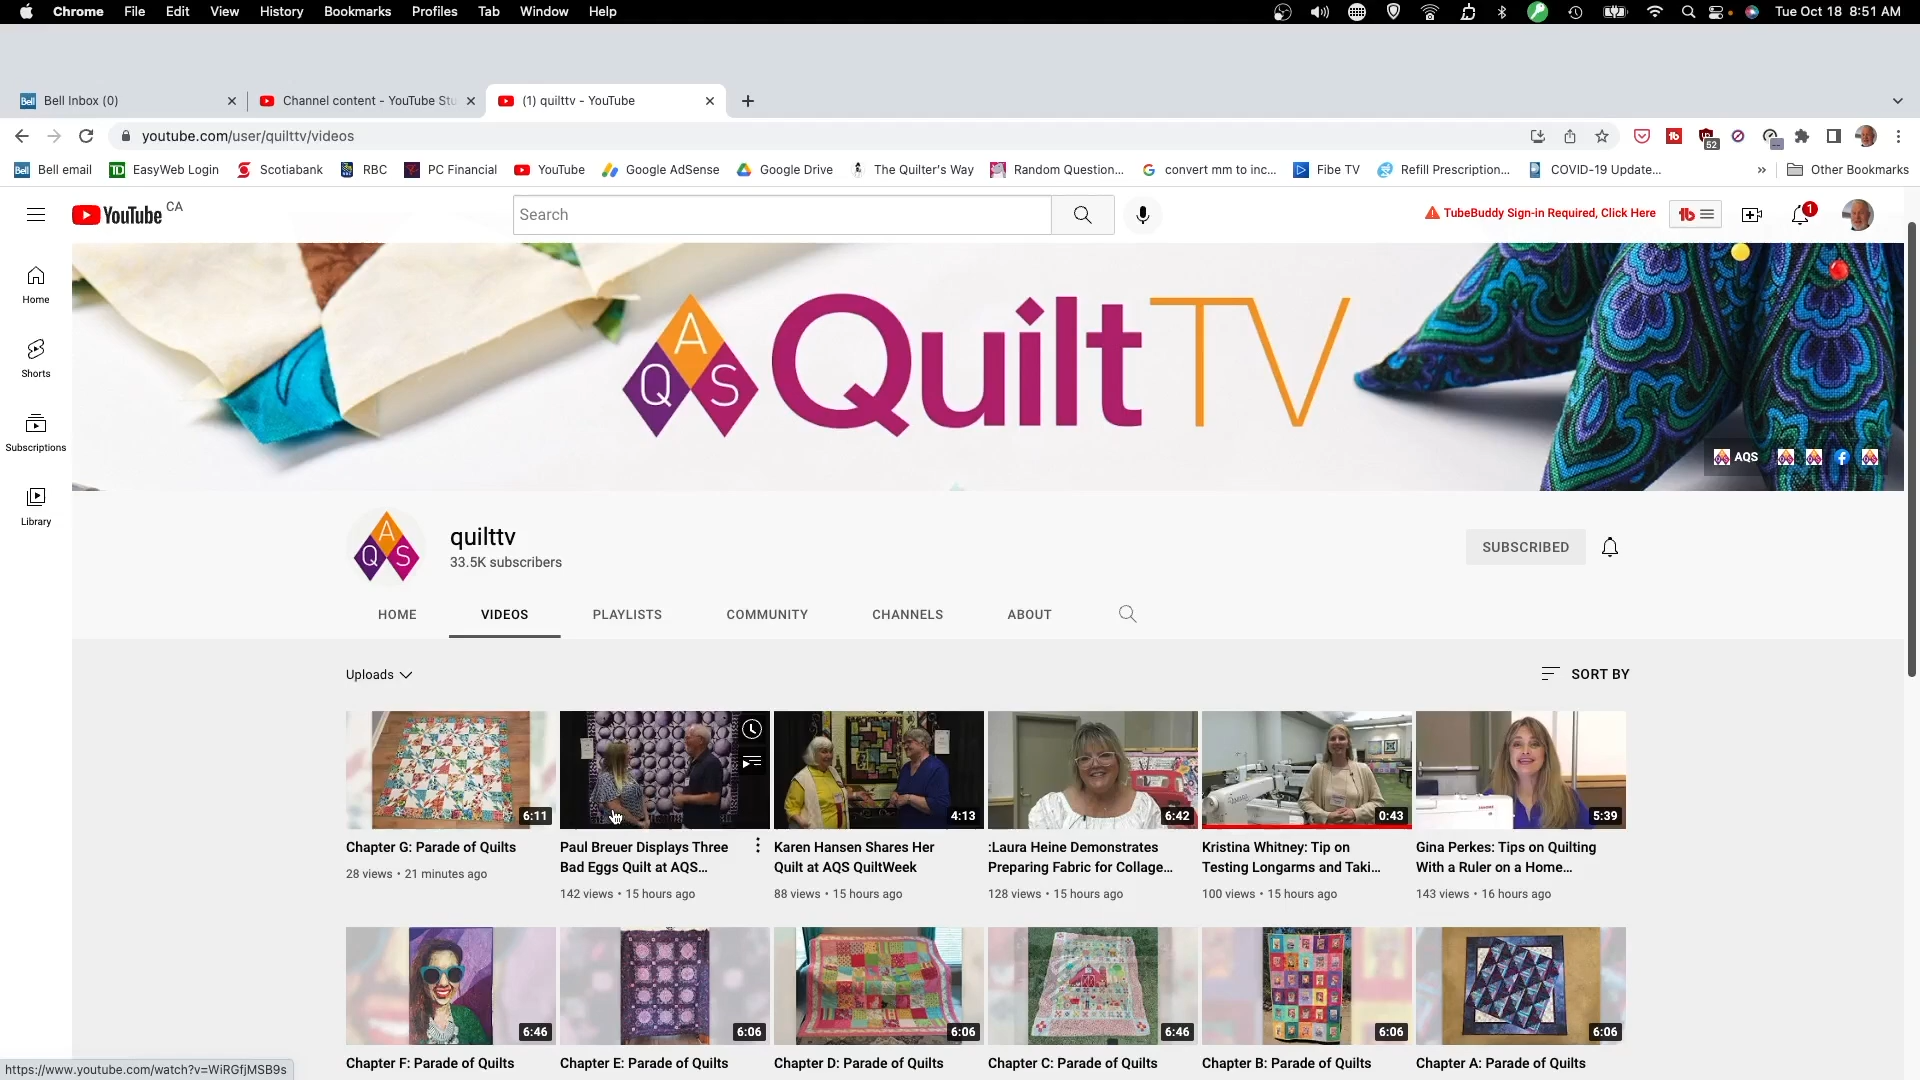 Chrome File Edit View History Bookmarks Profiles Tab Window Help Tue Oct 18 8:51 AM
Bell Bell Inbox (0) Channel content - YouTube Stu (1) quilttv - YouTube
youtube.com/user/quilttv/videos 52
Bell Bell email EasyWeb Login Scotiabank RBC PC Financial YouTube Google AdSense Google Drive The Quilter's Way Random Question... convert mm to inc... Fibe TV Refill Prescription... COVID-19 Update... » Other Bookmarks
YouTube CA Search TubeBuddy Sign-in Required, Click Here 1
Home
Shorts
Subscriptions
Library
AQS QuiltTV
AQS
AQS
quilttv
33.5K subscribers
SUBSCRIBED
HOME VIDEOS PLAYLISTS COMMUNITY CHANNELS ABOUT
Uploads SORT BY
6:11 4:13 6:42 0:43 5:39
Chapter G: Parade of Quilts
28 views • 21 minutes ago
Paul Breuer Displays Three
Bad Eggs Quilt at AQS...
142 views • 15 hours ago
Karen Hansen Shares Her
Quilt at AQS QuiltWeek
88 views • 15 hours ago
:Laura Heine Demonstrates
Preparing Fabric for Collage...
128 views • 15 hours ago
Kristina Whitney: Tip on
Testing Longarms and Taki...
100 views • 15 hours ago
Gina Perkes: Tips on Quilting
With a Ruler on a Home...
143 views • 16 hours ago
6:46 6:06 6:06 6:46 6:06 6:06
Chapter F: Parade of Quilts
Chapter E: Parade of Quilts
Chapter D: Parade of Quilts
Chapter C: Parade of Quilts
Chapter B: Parade of Quilts
Chapter A: Parade of Quilts
https://www.youtube.com/watch?v=WiRGfjMSB9s